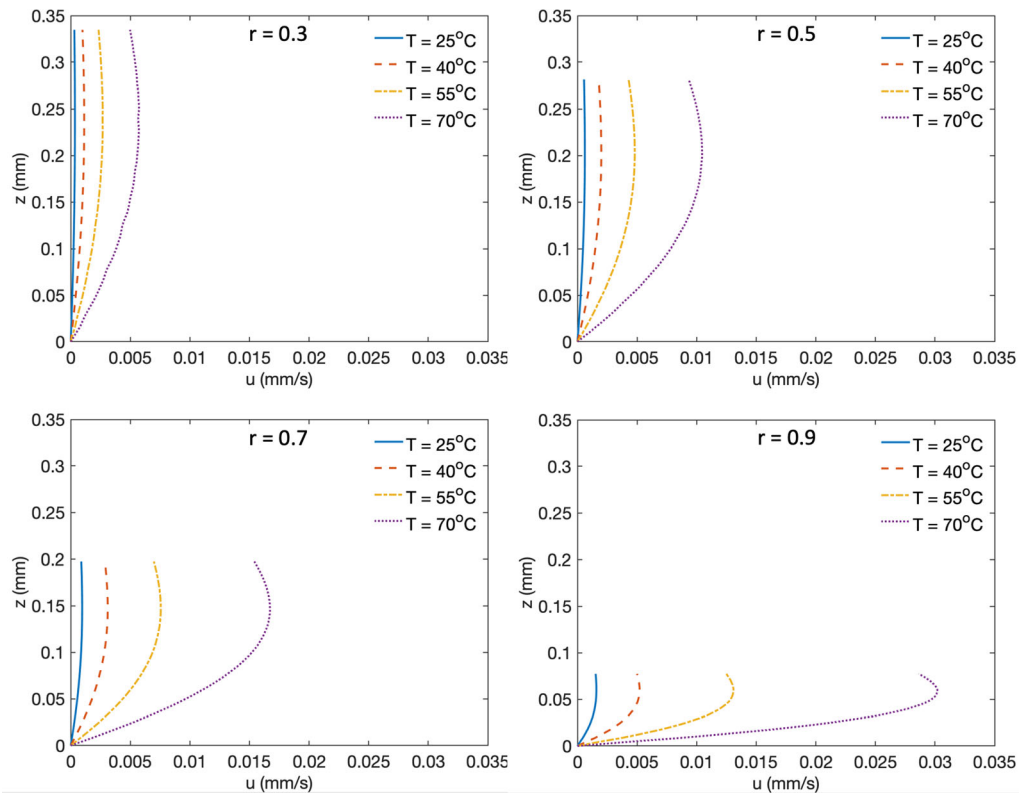 r = 0.3
T = 25°C
T = 40°C
T = 55°C
T = 70°C
0.35
0.3
0.25
0.2
0.15
0.1
0.05
0
z (mm)
0 0.005 0.01 0.015 0.02 0.025 0.03 0.035
u (mm/s)
r = 0.5
T = 25°C
T = 40°C
T = 55°C
T = 70°C
0.35
0.3
0.25
0.2
0.15
0.1
0.05
0
z (mm)
0 0.005 0.01 0.015 0.02 0.025 0.03 0.035
u (mm/s)
r = 0.7
T = 25°C
T = 40°C
T = 55°C
T = 70°C
0.35
0.3
0.25
0.2
0.15
0.1
0.05
0
z (mm)
0 0.005 0.01 0.015 0.02 0.025 0.03 0.035
u (mm/s)
r = 0.9
T = 25°C
T = 40°C
T = 55°C
T = 70°C
0.35
0.3
0.25
0.2
0.15
0.1
0.05
0
z (mm)
0 0.005 0.01 0.015 0.02 0.025 0.03 0.035
u (mm/s)